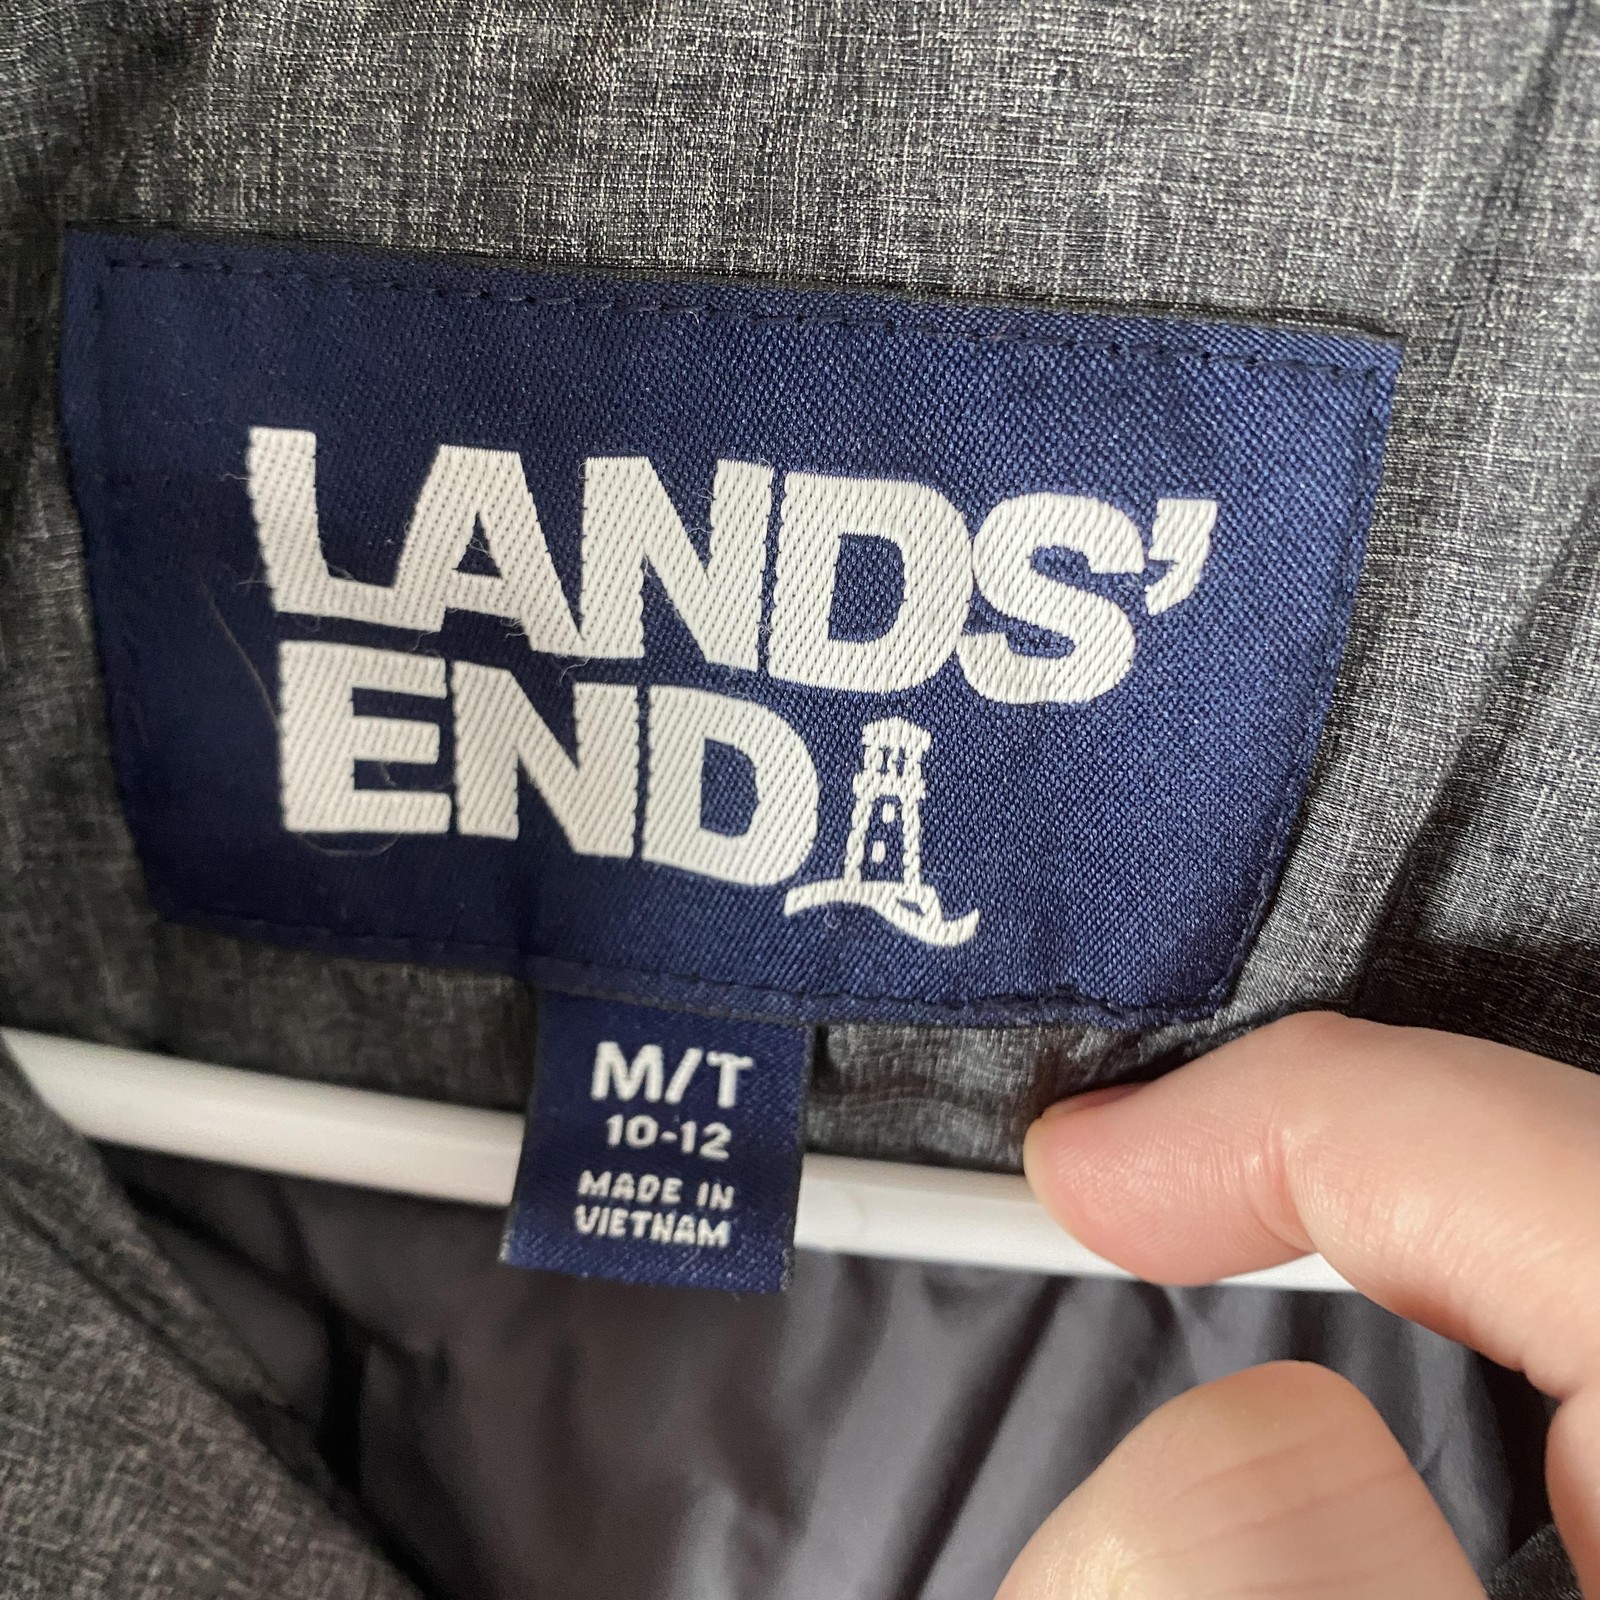 LANDS'
END
M/T
10-12
MADE IN
VIETNAM